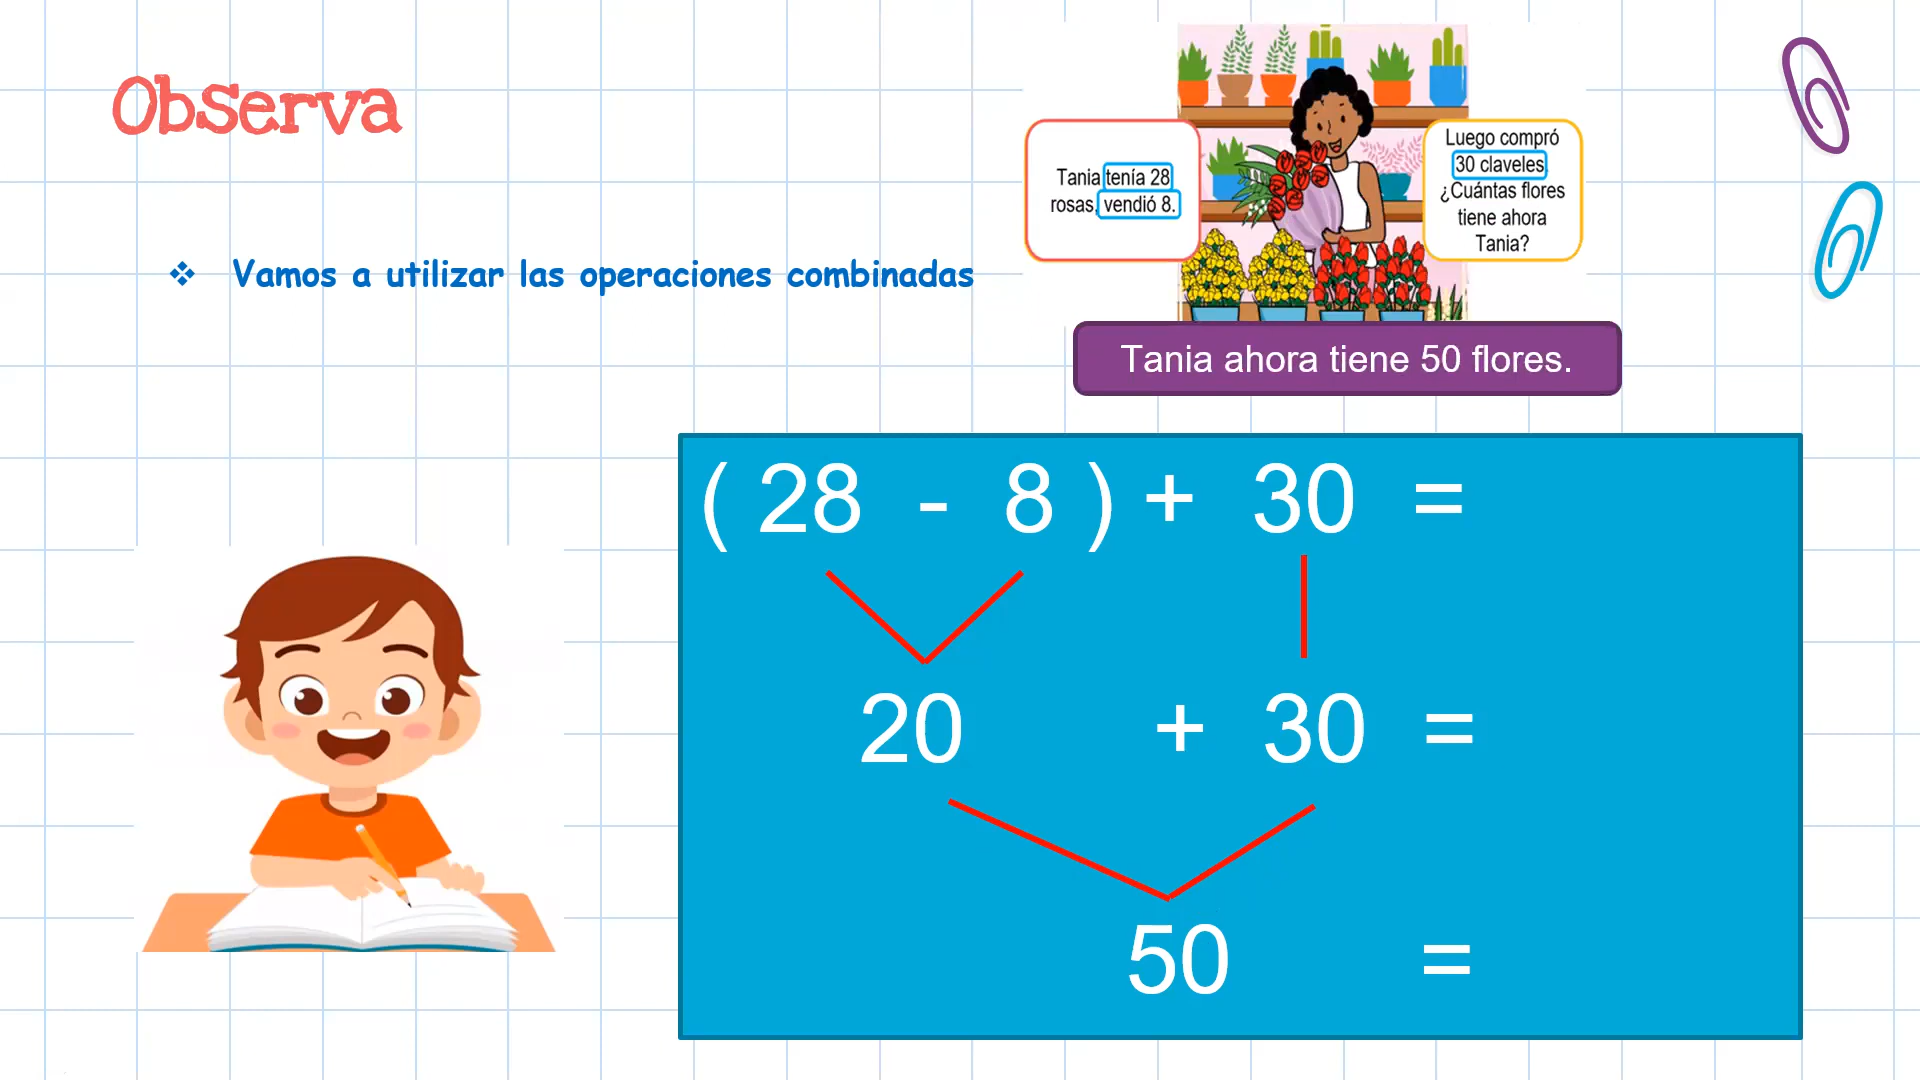 Observa
❖ Vamos a utilizar las operaciones combinadas
Tania tenía 28
rosas, vendió 8.
Luego compró
30 claveles
¿Cuántas flores
tiene ahora
Tania?
Tania ahora tiene 50 flores.
( 28 - 8 ) + 30 =
20 + 30 =
50 =